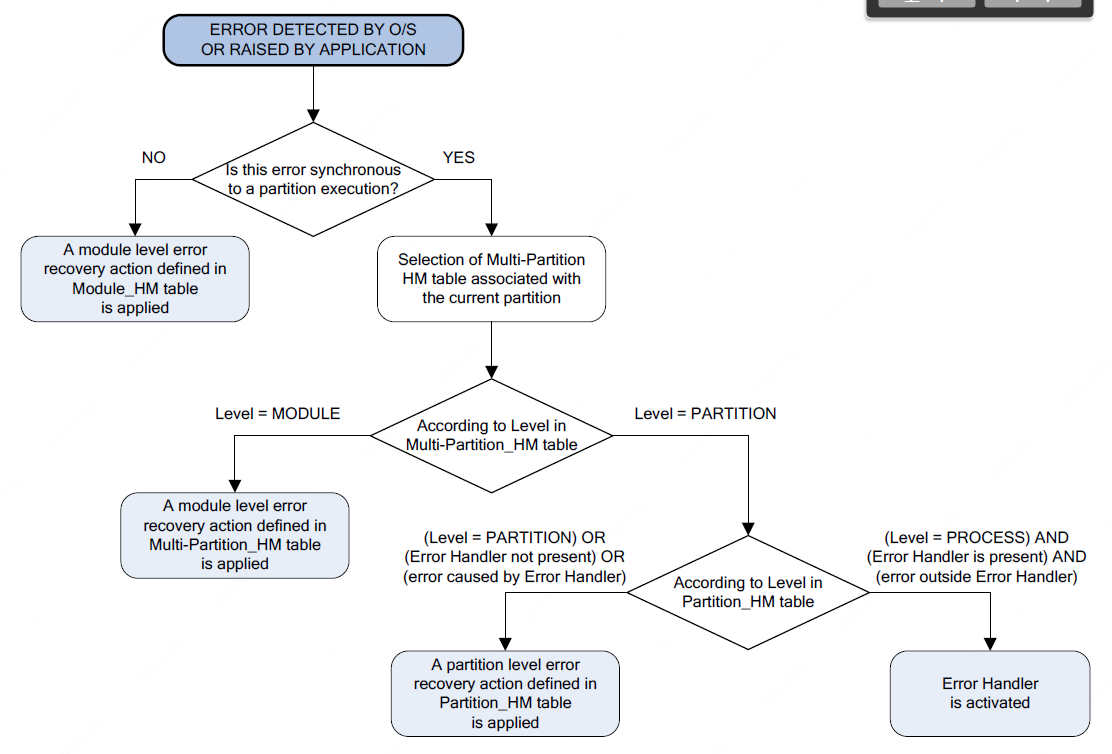 ERROR DETECTED BY O/S
OR RAISED BY APPLICATION
NO
YES
Is this error synchronous
to a partition execution?
A module level error
recovery action defined in
Module_HM table
is applied
Selection of Multi-Partition
HM table associated with
the current partition
Level = MODULE
Level = PARTITION
According to Level in
Multi-Partition_HM table
A module level error
recovery action defined in
Multi-Partition_HM table
is applied
(Level = PARTITION) OR
(Error Handler not present) OR
(error caused by Error Handler)
(Level = PROCESS) AND
(Error Handler is present) AND
(error outside Error Handler)
According to Level in
Partition_HM table
A partition level error
recovery action defined in
Partition_HM table
is applied
Error Handler
is activated